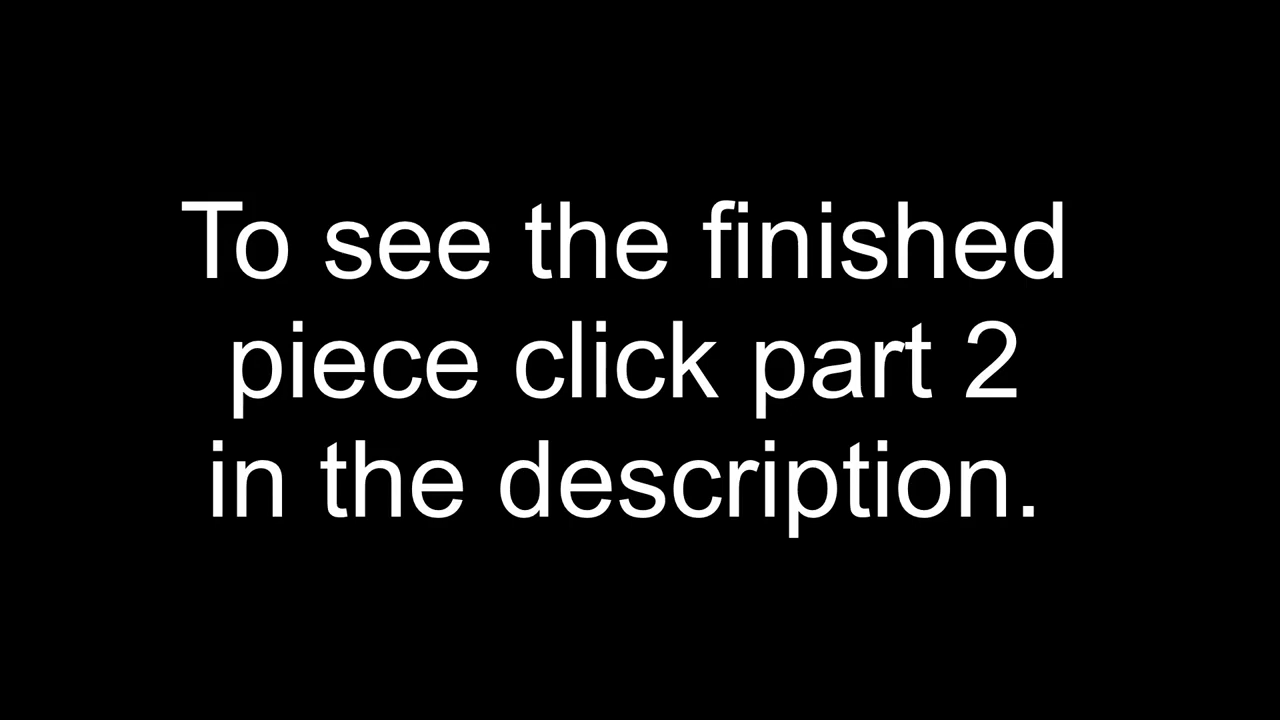 To see the finished
piece click part 2
in the description.